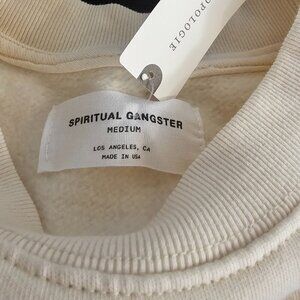 OPOLOGIE
SPIRITUAL GANGSTER
MEDIUM
LOS ANGELES, CA
MADE IN USA